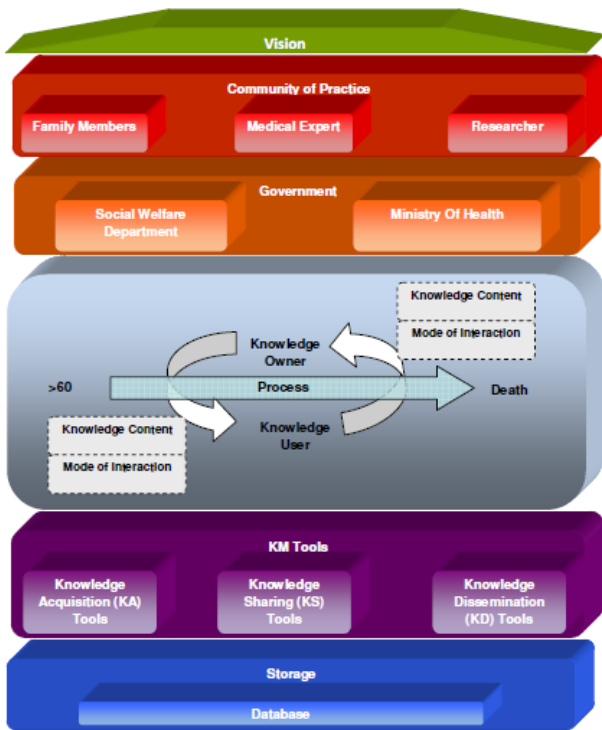 Vision
Community of Practice
Family Members
Medical Expert
Researcher
Government
Social Welfare
Department
Ministry Of Health
Knowledge Content
Mode of Interaction
Knowledge
Owner
>60
Process
Death
Knowledge Content
Mode of Interaction
Knowledge
User
KM Tools
Knowledge
Acquisition (KA)
Tools
Knowledge
Sharing (KS)
Tools
Knowledge
Dissemination
(KD) Tools
Storage
Database